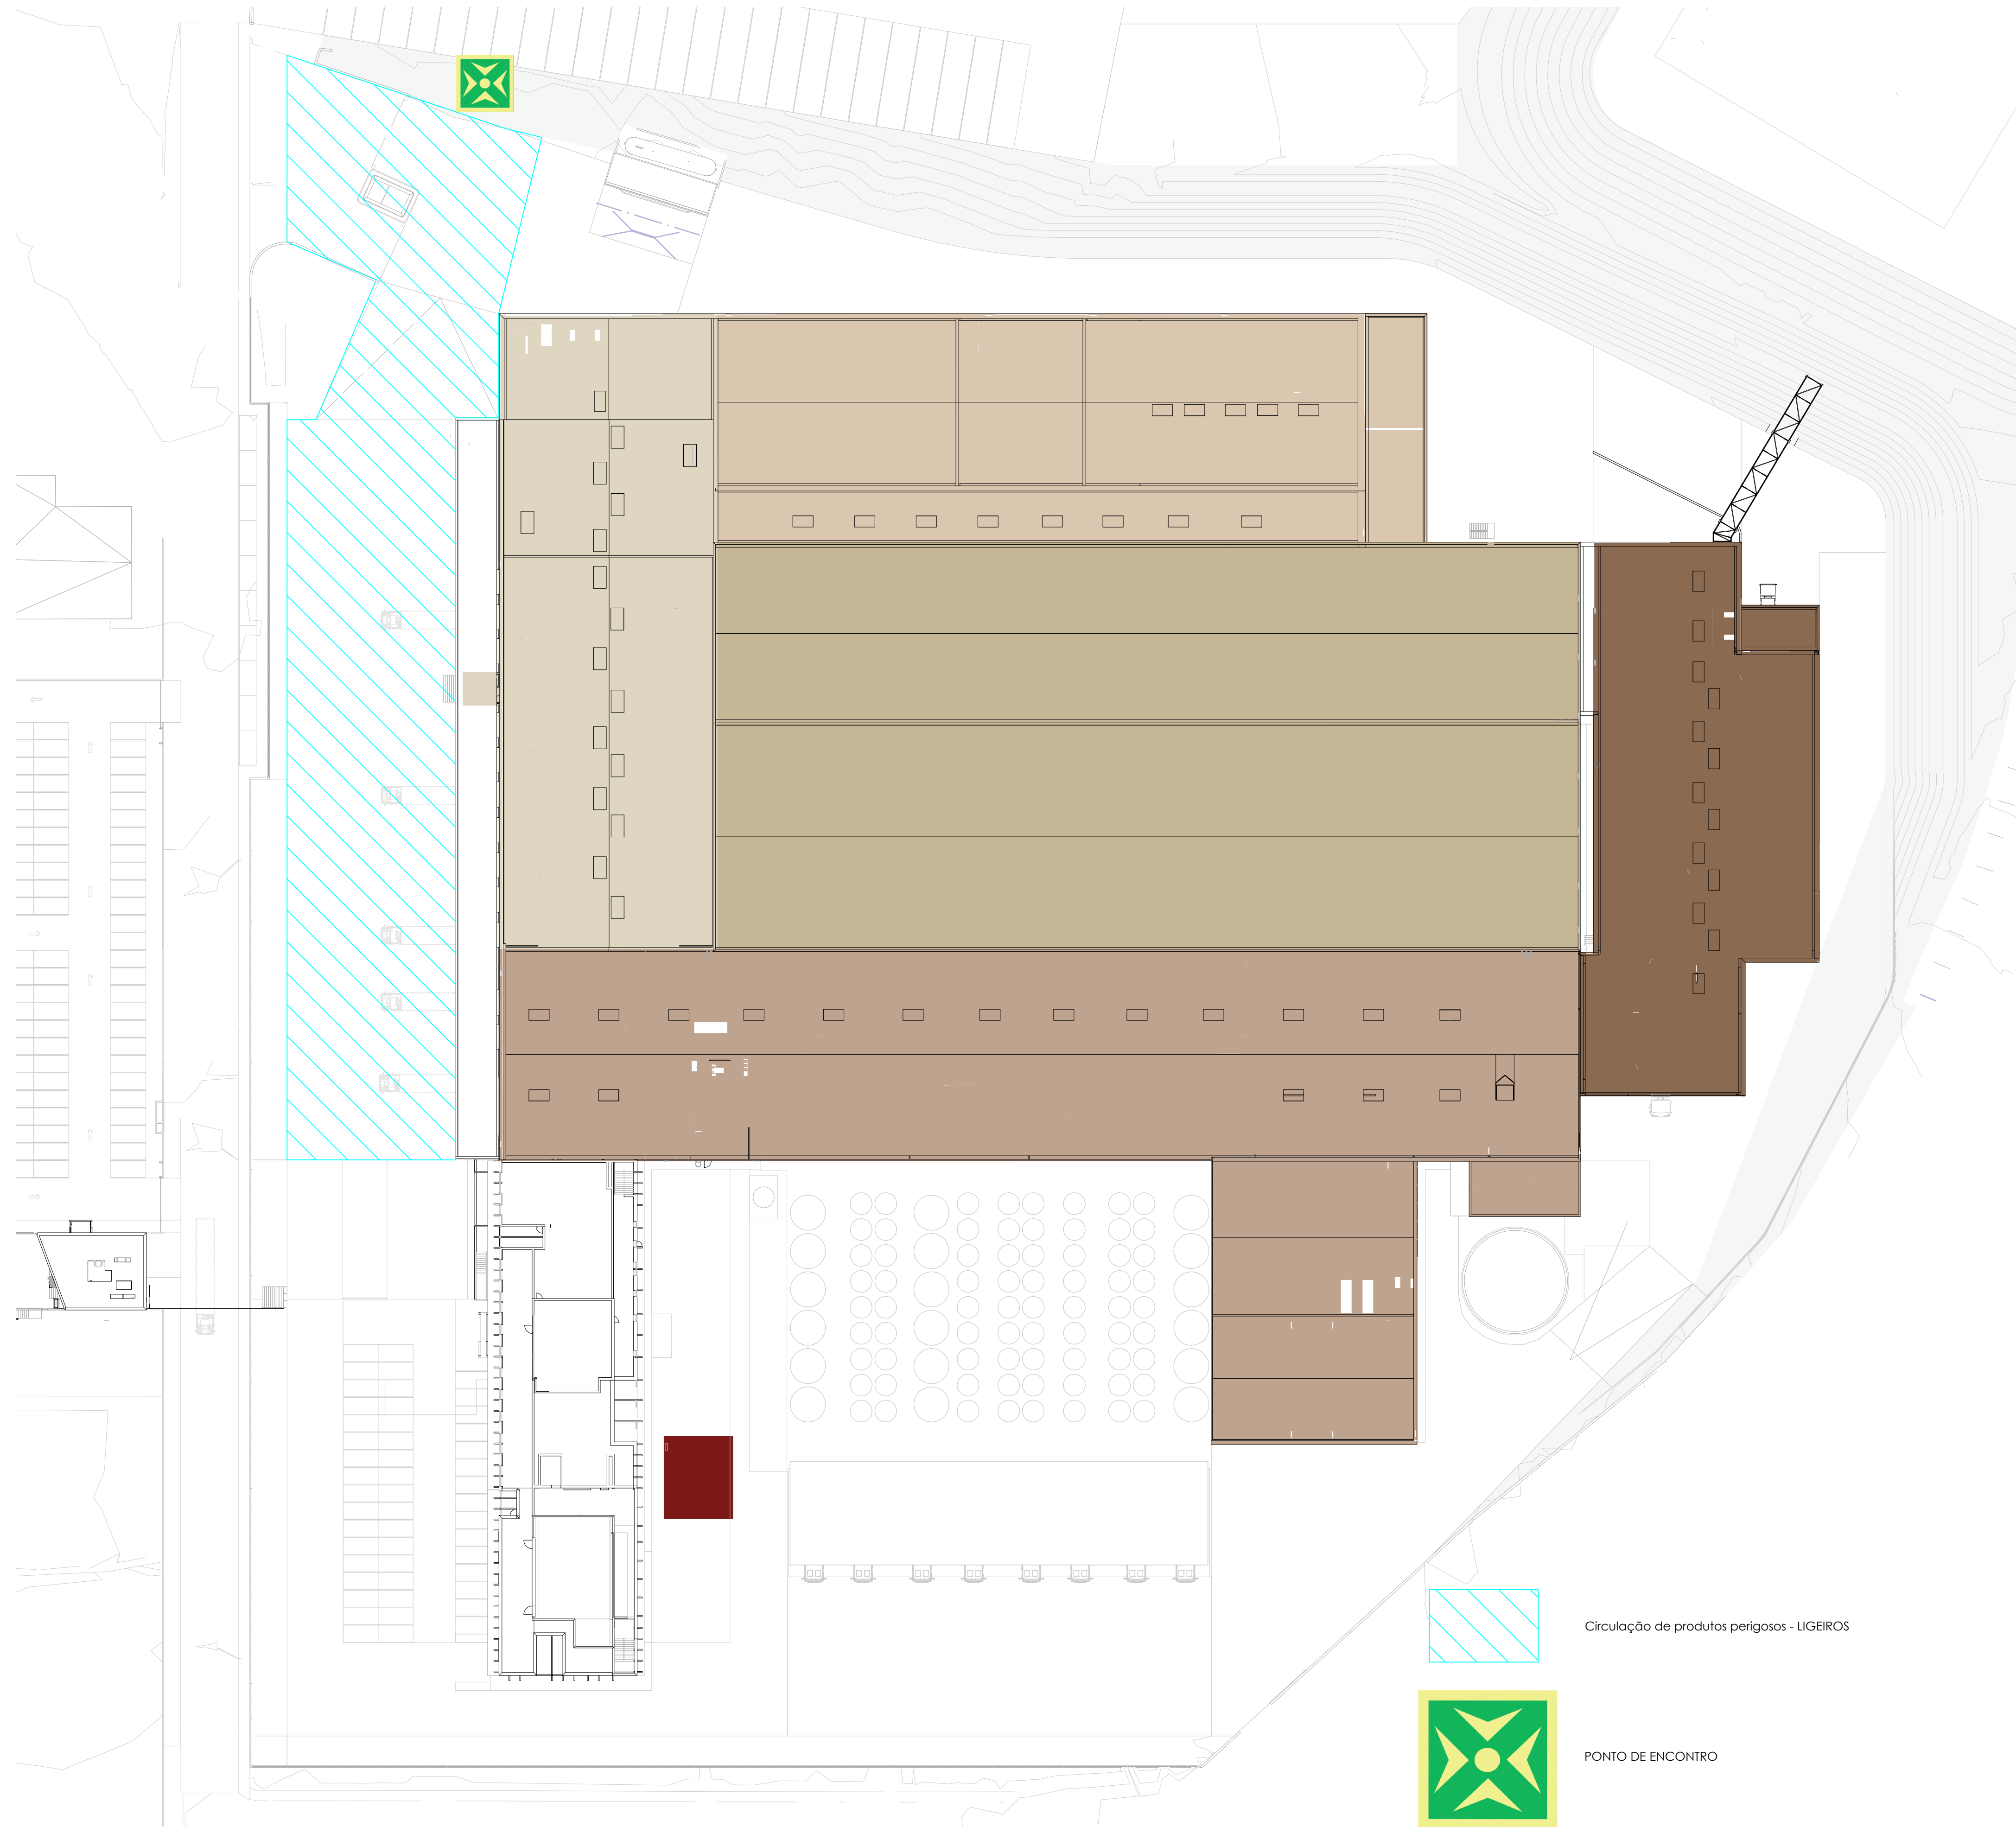 Circulação de produtos perigosos - LIGEIROS
PONTO DE ENCONTRO